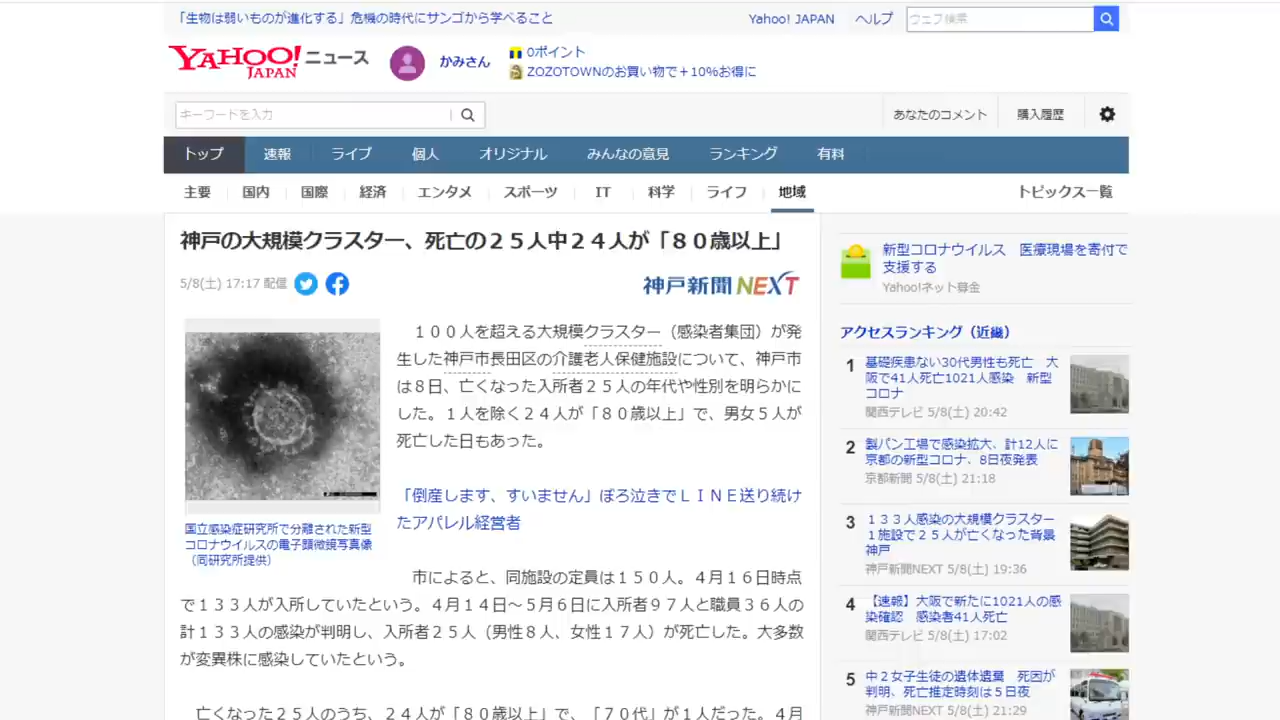 「生物は弱いものが進化する」危機の時代にサンゴから学べること
Yahoo! JAPAN
ヘルプ
ウェブ検索
YAHOO! JAPAN ニュース
かみさん
0ポイント
ZOZOTOWNのお買い物で＋10%お得に
キーワードを入力
あなたのコメント
購入履歴
トップ
速報
ライブ
個人
オリジナル
みんなの意見
ランキング
有料
主要
国内
国際
経済
エンタメ
スポーツ
IT
科学
ライフ
地域
トピックス一覧
神戸の大規模クラスター、死亡の２５人中２４人が「８０歳以上」
5/8(土) 17:17 配信
神戸新聞NEXT
１００人を超える大規模クラスター（感染者集団）が発
生した神戸市長田区の介護老人保健施設について、神戸市
は８日、亡くなった入所者２５人の年代や性別を明らかに
した。１人を除く２４人が「８０歳以上」で、男女５人が
死亡した日もあった。
「倒産します、すいません」ぼろ泣きでＬＩＮＥ送り続け
たアパレル経営者
国立感染症研究所で分離された新型
コロナウイルスの電子顕微鏡写真像
（同研究所提供）
市によると、同施設の定員は１５０人。４月１６日時点
で１３３人が入所していたという。４月１４日～５月６日に入所者９７人と職員３６人の
計１３３人の感染が判明し、入所者２５人（男性８人、女性１７人）が死亡した。大多数
が変異株に感染していたという。
亡くなった２５人のうち、２４人が「８０歳以上」で、「７０代」が１人だった。４月
新型コロナウイルス　医療現場を寄付で
支援する
Yahoo!ネット募金
アクセスランキング（近畿）
1
基礎疾患ない30代男性も死亡　大
阪で41人死亡1021人感染　新型
コロナ
関西テレビ 5/8(土) 20:42
2
製パン工場で感染拡大、計12人に
京都の新型コロナ、8日夜発表
京都新聞 5/8(土) 21:18
3
１３３人感染の大規模クラスター
１施設で２５人が亡くなった背景
神戸
神戸新聞NEXT 5/8(土) 19:36
4
【速報】大阪で新たに1021人の感
染確認　感染者41人死亡
関西テレビ 5/8(土) 17:02
5
中２女子生徒の遺体遺棄　死因が
判明、死亡推定時刻は５日夜
神戸新聞NEXT 5/8(土) 21:29